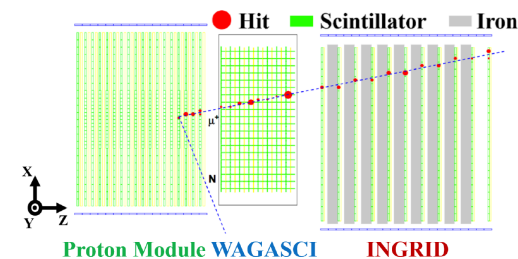 Hit Scintillator Iron
μ⁺
N
X
Y Z
Proton Module WAGASCI INGRID